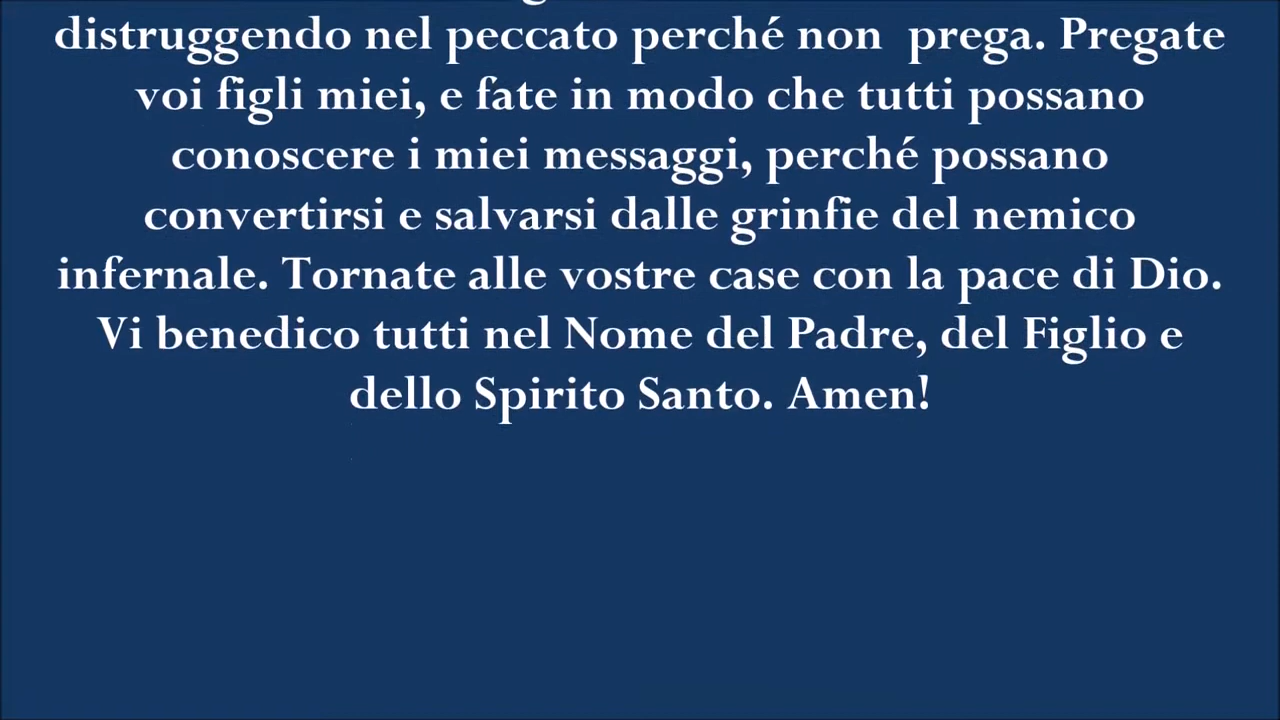 distruggendo nel peccato perché non prega. Pregate
voi figli miei, e fate in modo che tutti possano
conoscere i miei messaggi, perché possano
convertirsi e salvarsi dalle grinfie del nemico
infernale. Tornate alle vostre case con la pace di Dio.
Vi benedico tutti nel Nome del Padre, del Figlio e
dello Spirito Santo. Amen!